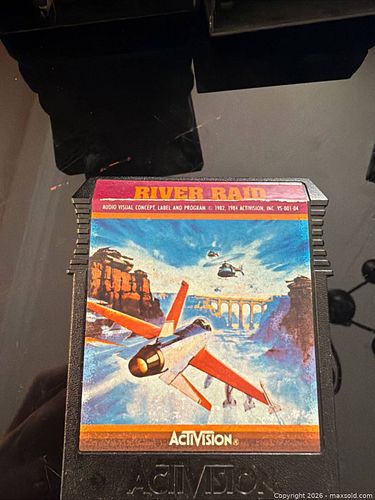 RIVER RAID
AUDIO VISUAL CONCEPT, LABEL AND PROGRAM © 1982, 1984 ACTIVISION, INC. VS-001-04
ACTIVISION®
ACTIVISION
Copyright 2026 - maxsold.com